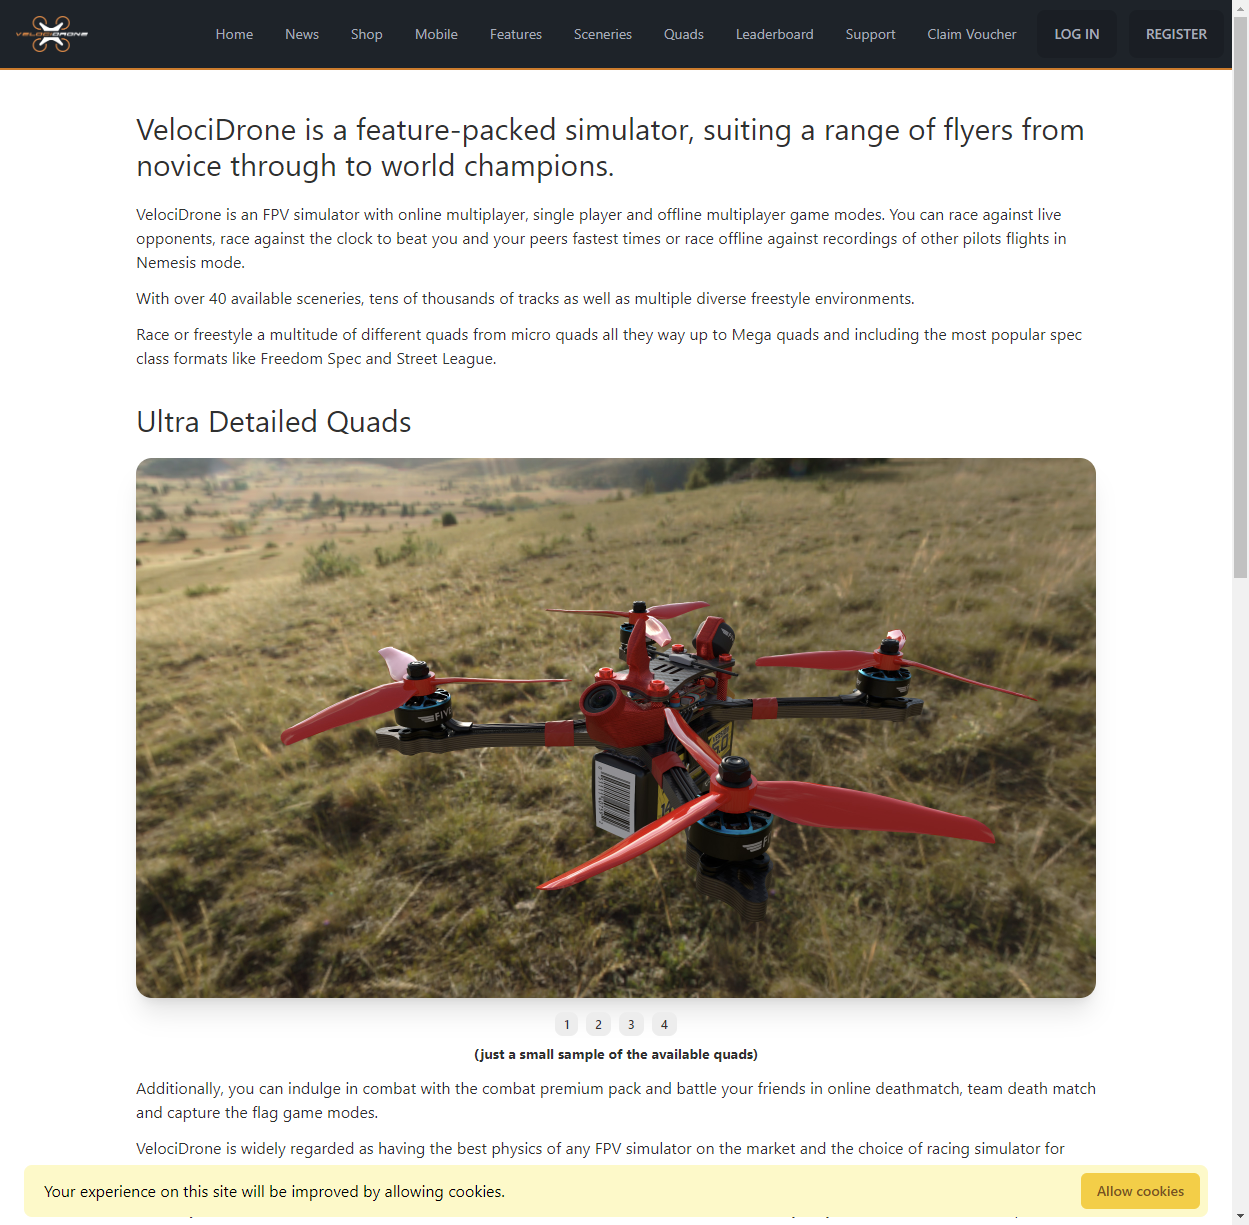 VELOCIDRONE
Home News Shop Mobile Features Sceneries Quads Leaderboard Support Claim Voucher LOG IN REGISTER
VelociDrone is a feature-packed simulator, suiting a range of flyers from
novice through to world champions.
VelociDrone is an FPV simulator with online multiplayer, single player and offline multiplayer game modes. You can race against live
opponents, race against the clock to beat you and your peers fastest times or race offline against recordings of other pilots flights in
Nemesis mode.
With over 40 available sceneries, tens of thousands of tracks as well as multiple diverse freestyle environments.
Race or freestyle a multitude of different quads from micro quads all they way up to Mega quads and including the most popular spec
class formats like Freedom Spec and Street League.
Ultra Detailed Quads
1 2 3 4
(just a small sample of the available quads)
Additionally, you can indulge in combat with the combat premium pack and battle your friends in online deathmatch, team death match
and capture the flag game modes.
VelociDrone is widely regarded as having the best physics of any FPV simulator on the market and the choice of racing simulator for
Your experience on this site will be improved by allowing cookies.
Allow cookies